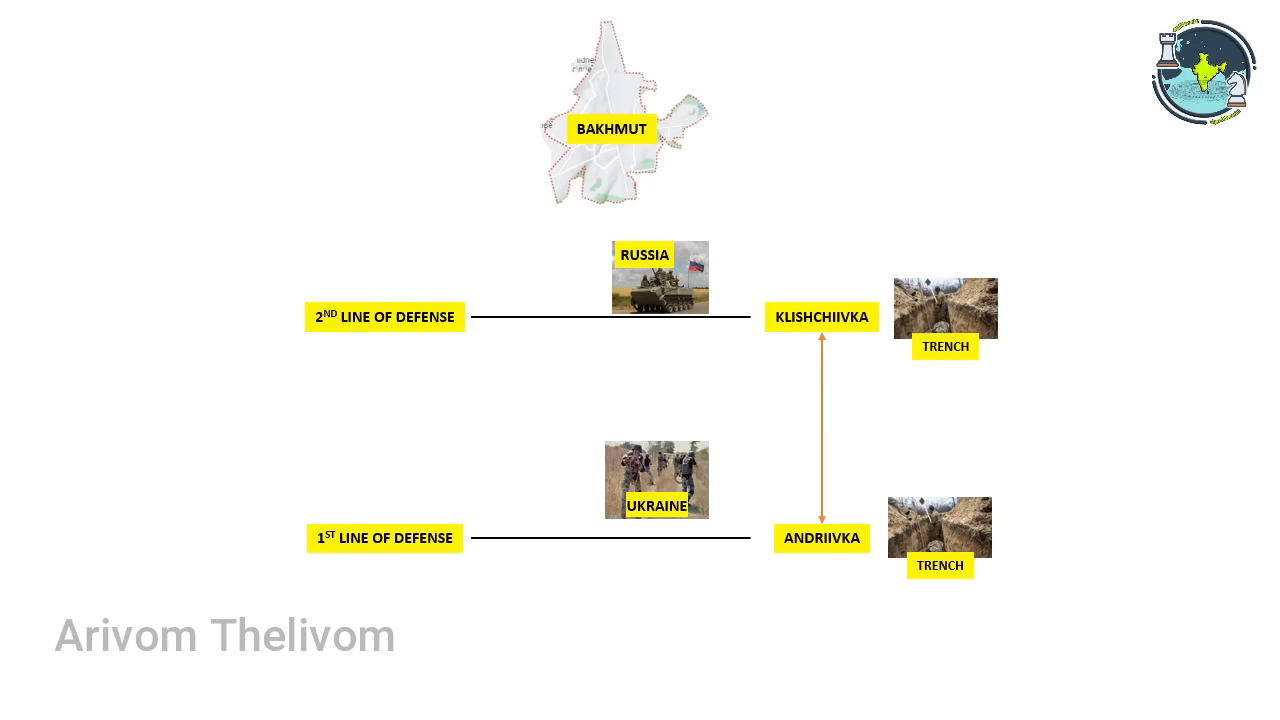 BAKHMUT
RUSSIA
2ND LINE OF DEFENSE
KLISHCHIIVKA
TRENCH
UKRAINE
1ST LINE OF DEFENSE
ANDRIIVKA
TRENCH
Arivom Thelivom